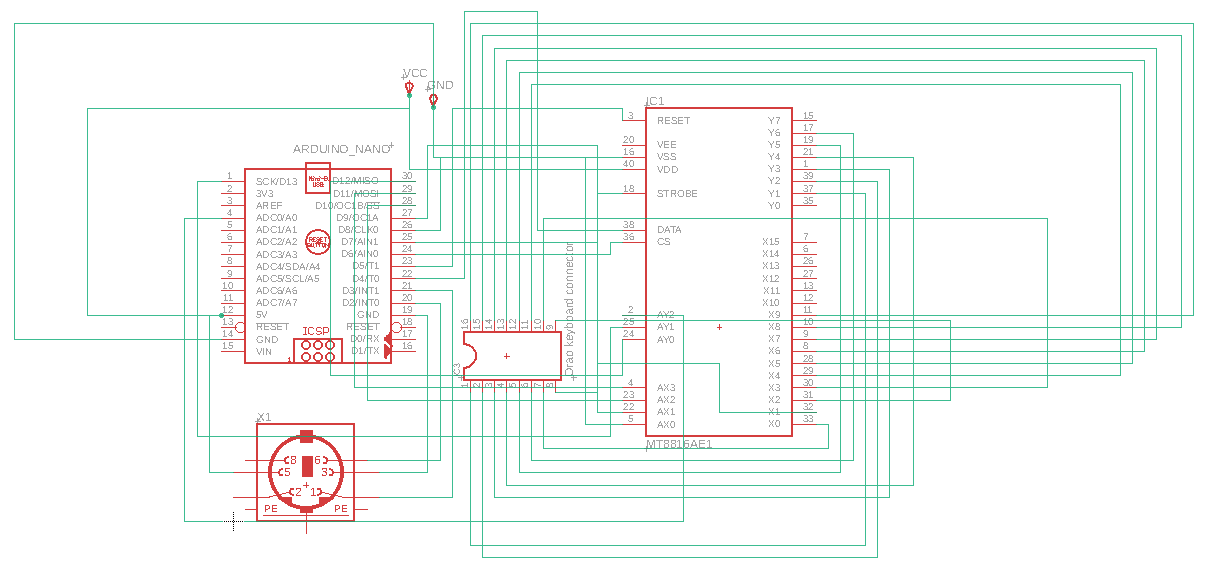 VCC
GND
ARDUINO_NANO
Mini-B
USB
RESET
BUTTON
ICSP
1
1 SCK/D13
2 3V3
3 AREF
4 ADC0/A0
5 ADC1/A1
6 ADC2/A2
7 ADC3/A3
8 ADC4/SDA/A4
9 ADC5/SCL/A5
10 ADC6/A6
11 ADC7/A7
12 5V
13 RESET
14 GND
15 VIN
D12/MISO 30
D11/MOSI 29
D10/OC1B/SS 28
D9/OC1A 27
D8/CLK0 26
D7/AIN1 25
D6/AIN0 24
D5/T1 23
D4/T0 22
D3/INT1 21
D2/INT0 20
GND 19
RESET 18
D0/RX 17
D1/TX 16
X1
8 6
5 3
2 1
PE PE
16 15 14 13 12 11 10 9
1 2 3 4 5 6 7 8
Orao keyboard connector
IC1
3 RESET
20 VEE
16 VSS
40 VDD
18 STROBE
38 DATA
36 CS
2 AY2
25 AY1
24 AY0
4 AX3
23 AX2
22 AX1
5 AX0
Y7 15
Y6 17
Y5 19
Y4 21
Y3 1
Y2 39
Y1 37
Y0 35
X15 7
X14 6
X13 26
X12 27
X11 13
X10 12
X9 11
X8 10
X7 9
X6 8
X5 28
X4 29
X3 30
X2 31
X1 32
X0 33
MT8816AE1